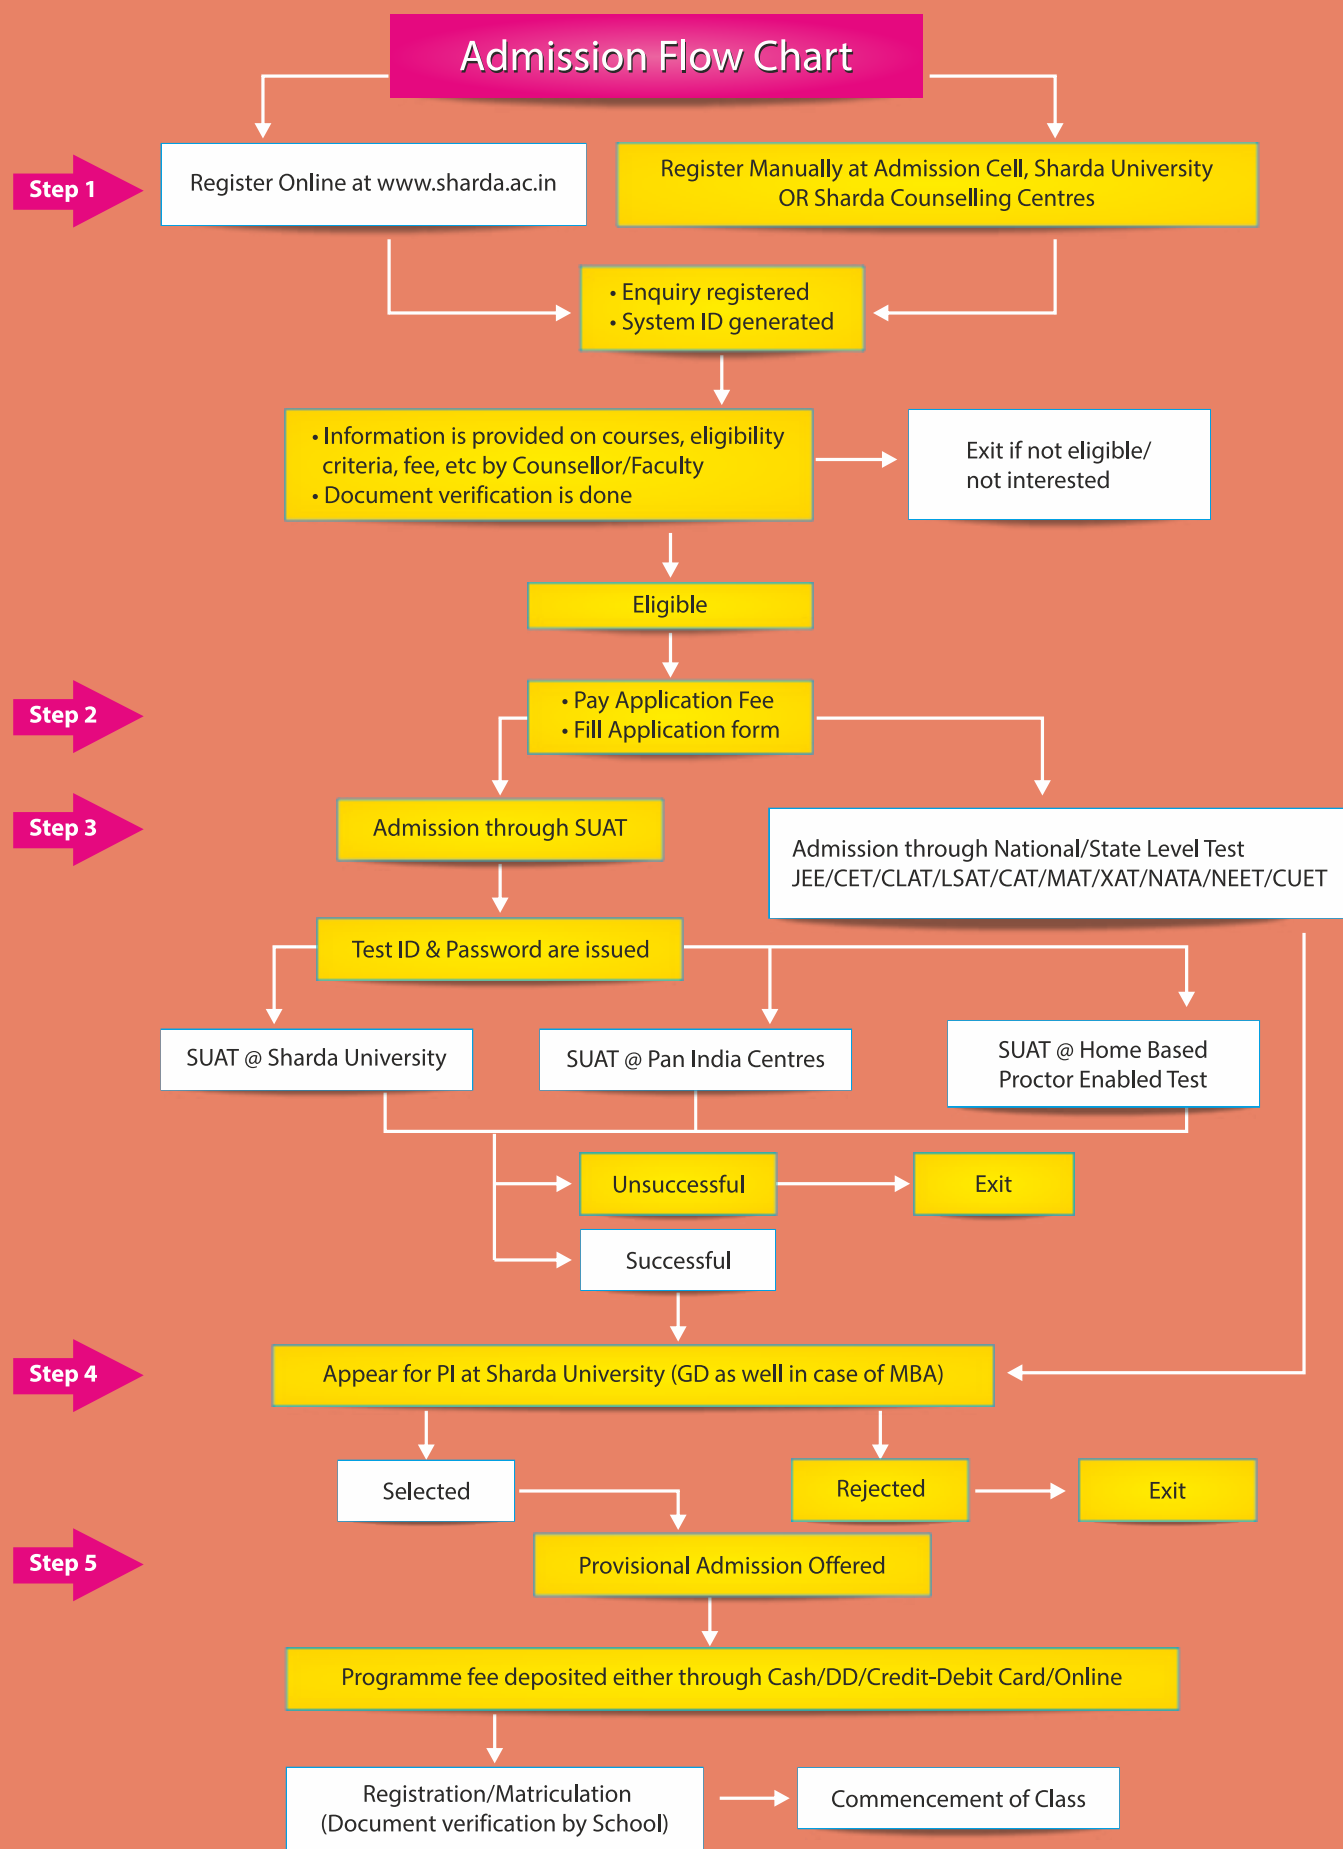 Admission Flow Chart
Step 1
Register Online at www.sharda.ac.in
Register Manually at Admission Cell, Sharda University
OR Sharda Counselling Centres
• Enquiry registered
• System ID generated
• Information is provided on courses, eligibility
criteria, fee, etc by Counsellor/Faculty
• Document verification is done
Exit if not eligible/
not interested
Eligible
Step 2
• Pay Application Fee
• Fill Application form
Step 3
Admission through SUAT
Admission through National/State Level Test
JEE/CET/CLAT/LSAT/CAT/MAT/XAT/NATA/NEET/CUET
Test ID & Password are issued
SUAT @ Sharda University
SUAT @ Pan India Centres
SUAT @ Home Based
Proctor Enabled Test
Unsuccessful
Exit
Successful
Step 4
Appear for PI at Sharda University (GD as well in case of MBA)
Selected
Rejected
Exit
Step 5
Provisional Admission Offered
Programme fee deposited either through Cash/DD/Credit-Debit Card/Online
Registration/Matriculation
(Document verification by School)
Commencement of Class